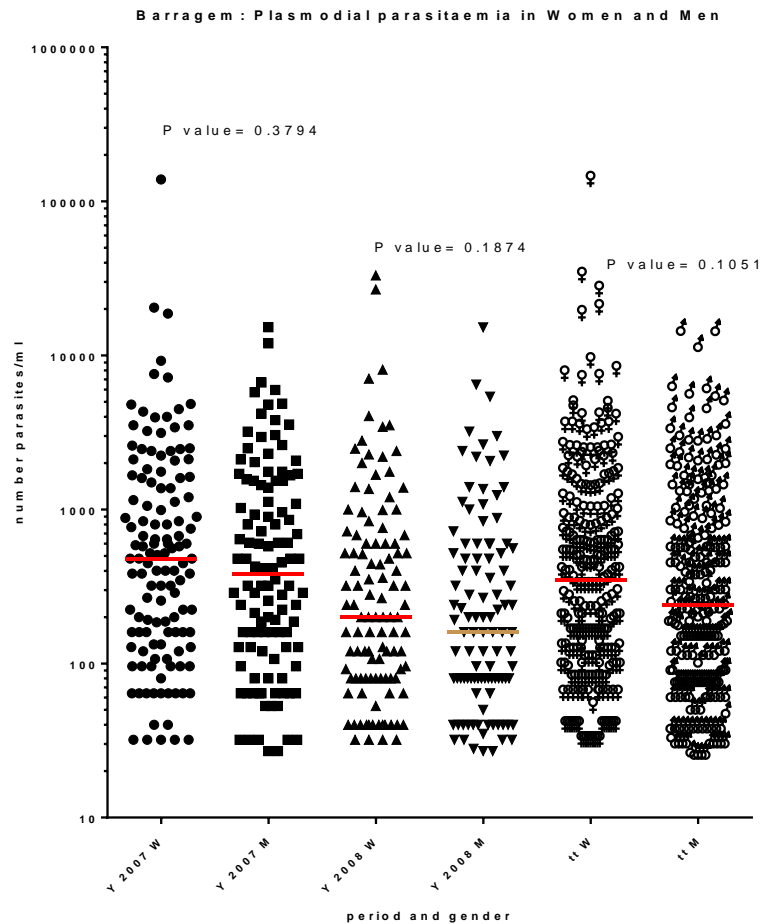 Barragem : Plasmodial parasitaemia in Women and Men
1000000
P value= 0.3794
100000
P value= 0.1874
P value= 0.1051
10000
number parasites/ml
1000
100
10
Y 2007 W
Y 2007 M
Y 2008 W
Y 2008 M
tt W
tt M
period and gender